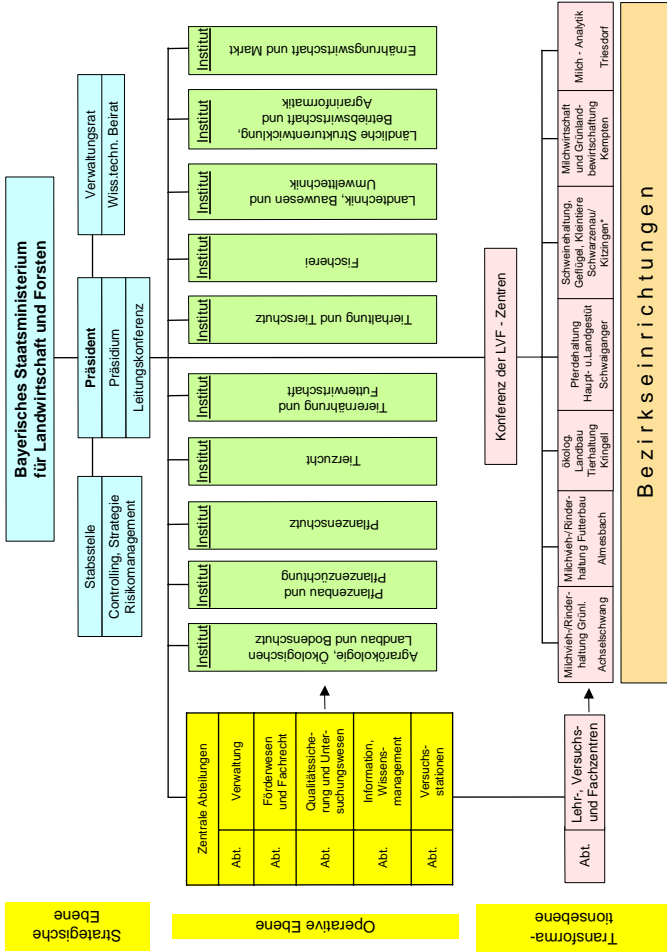 Bayerisches Staatsministerium
für Landwirtschaft und Forsten
Strategische
Ebene
Stabsstelle
Controlling, Strategie
Risikomanagement
Präsident
Präsidium
Leitungskonferenz
Verwaltungsrat
Wiss.techn. Beirat
Operative Ebene
Zentrale Abteilungen
Abt.
Verwaltung
Abt.
Förderwesen
und Fachrecht
Abt.
Qualitätssiche-
rung und Unter-
suchungswesen
Abt.
Information,
Wissens-
management
Abt.
Versuchs-
stationen
Institut
Agrarökologie, Ökologischen
Landbau und Bodenschutz
Institut
Pflanzenbau und
Pflanzenzüchtung
Institut
Pflanzenschutz
Institut
Tierzucht
Institut
Tierernährung und
Futterwirtschaft
Institut
Tierhaltung und Tierschutz
Institut
Fischerei
Institut
Landtechnik, Bauwesen und
Umwelttechnik
Institut
Ländliche Strukturentwicklung,
Betriebswirtschaft und
Agrarinformatik
Institut
Ernährungswirtschaft und Markt
Transforma-
tionsebene
Abt.
Lehr-, Versuchs-
und Fachzentren
Konferenz der LVF - Zentren
Milchvieh-/Rinder-
haltung Grünl.
Achselschwang
Milchvieh-/Rinder-
haltung Futterbau
Almesbach
ökolog.
Landbau
Tierhaltung
Kringell
Pferdehaltung
Haupt- u.Landgestüt
Schwaiganger
Schweinehaltung,
Geflügel, Kleintiere
Schwarzenau/
Kitzingen*
Milchwirtschaft
und Grünland-
bewirtschaftung
Kempten
Milch - Analytik
Triesdorf
Bezirkseinrichtungen